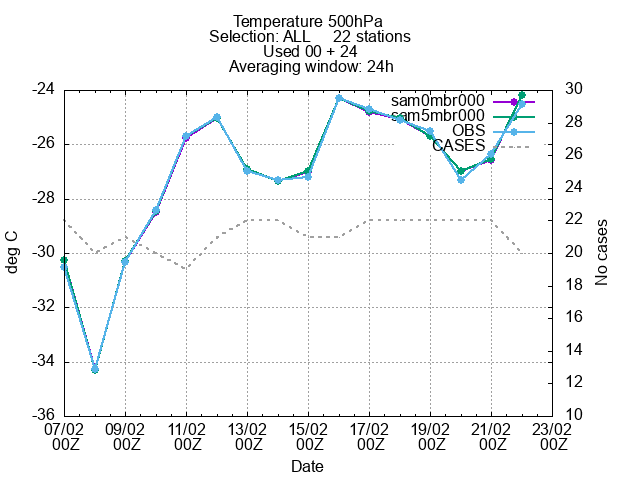 Temperature 500hPa
Selection: ALL 22 stations
Used 00 + 24
Averaging window: 24h
-24
-26
-28
-30
-32
-34
-36
deg C
30
28
26
24
22
20
18
16
14
12
10
No cases
sam0mbr000
sam5mbr000
OBS
CASES
07/02 09/02 11/02 13/02 15/02 17/02 19/02 21/02 23/02
00Z 00Z 00Z 00Z 00Z 00Z 00Z 00Z 00Z
Date